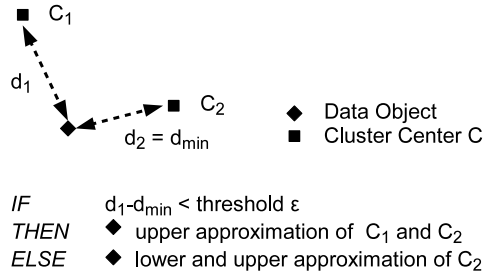 C₁
d₁
C₂
d₂ = dₘᵢₙ
Data Object
Cluster Center C
IF d₁-dₘᵢₙ < threshold ε
THEN upper approximation of C₁ and C₂
ELSE lower and upper approximation of C₂